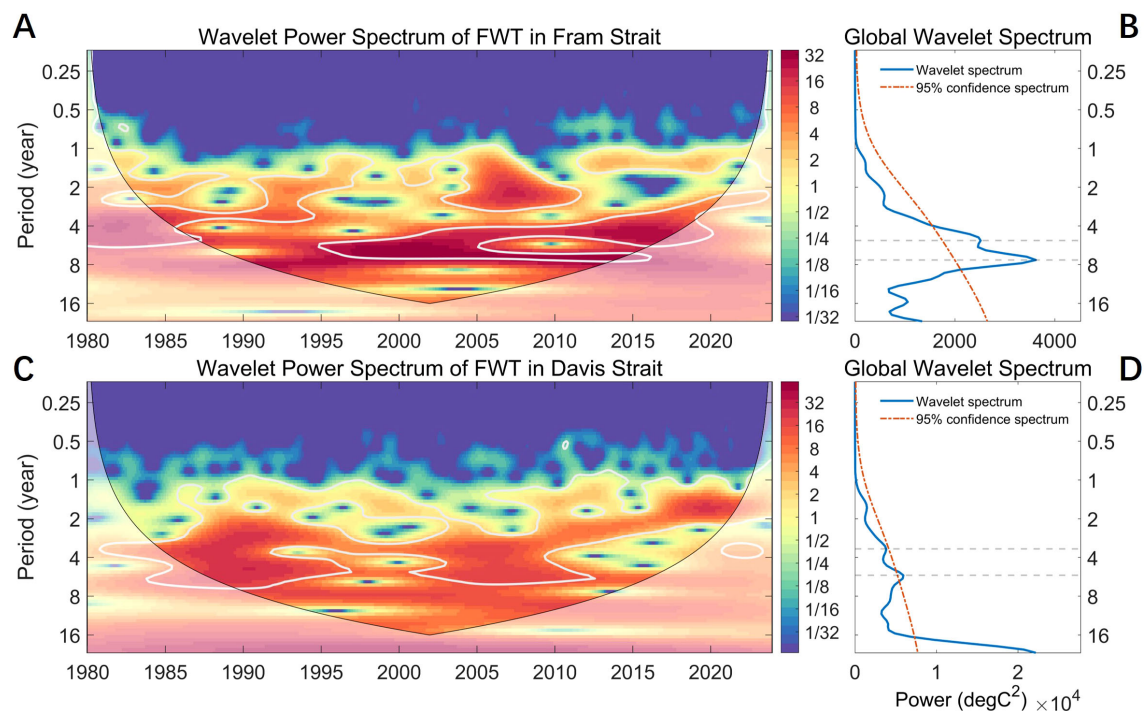 A
Wavelet Power Spectrum of FWT in Fram Strait
Period (year)
0.25
0.5
1
2
4
8
16
1980 1985 1990 1995 2000 2005 2010 2015 2020
32
16
8
4
2
1
1/2
1/4
1/8
1/16
1/32
B
Global Wavelet Spectrum
Wavelet spectrum
95% confidence spectrum
0.25
0.5
1
2
4
8
16
0 2000 4000
C
Wavelet Power Spectrum of FWT in Davis Strait
Period (year)
0.25
0.5
1
2
4
8
16
1980 1985 1990 1995 2000 2005 2010 2015 2020
32
16
8
4
2
1
1/2
1/4
1/8
1/16
1/32
D
Global Wavelet Spectrum
Wavelet spectrum
95% confidence spectrum
0.25
0.5
1
2
4
8
16
0 1 2
Power (degC²) ×10⁴